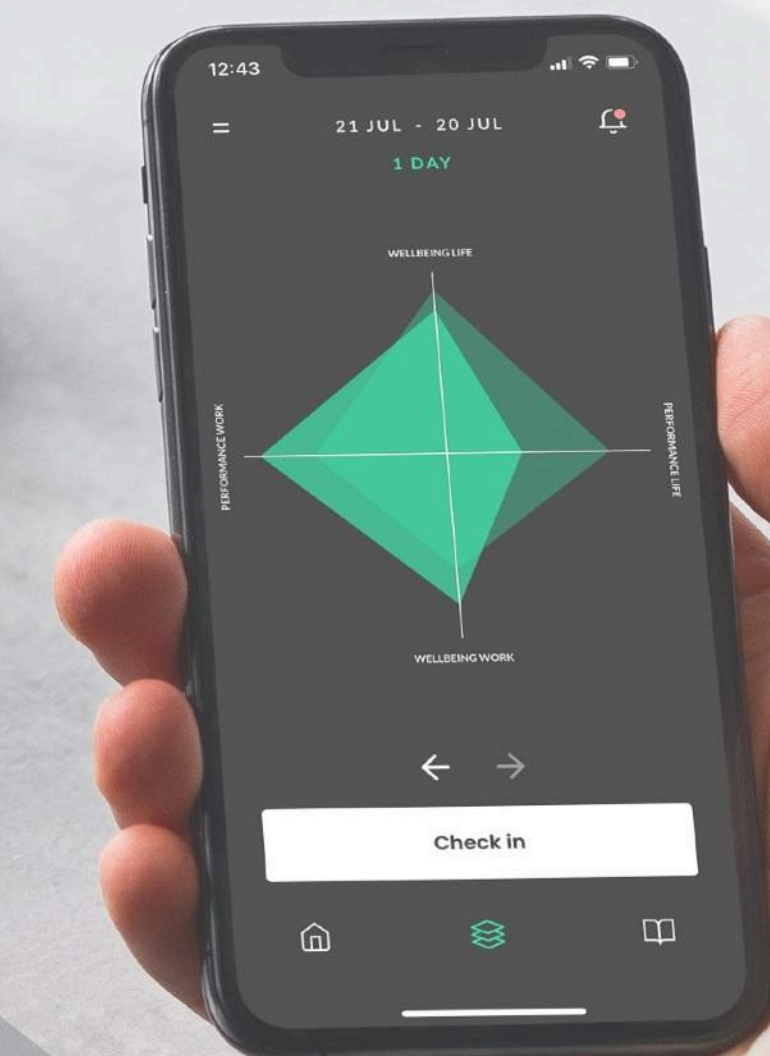 12:43
21 JUL - 20 JUL
1 DAY
WELLBEING LIFE
PERFORMANCE WORK
PERFORMANCE LIFE
WELLBEING WORK
Check in